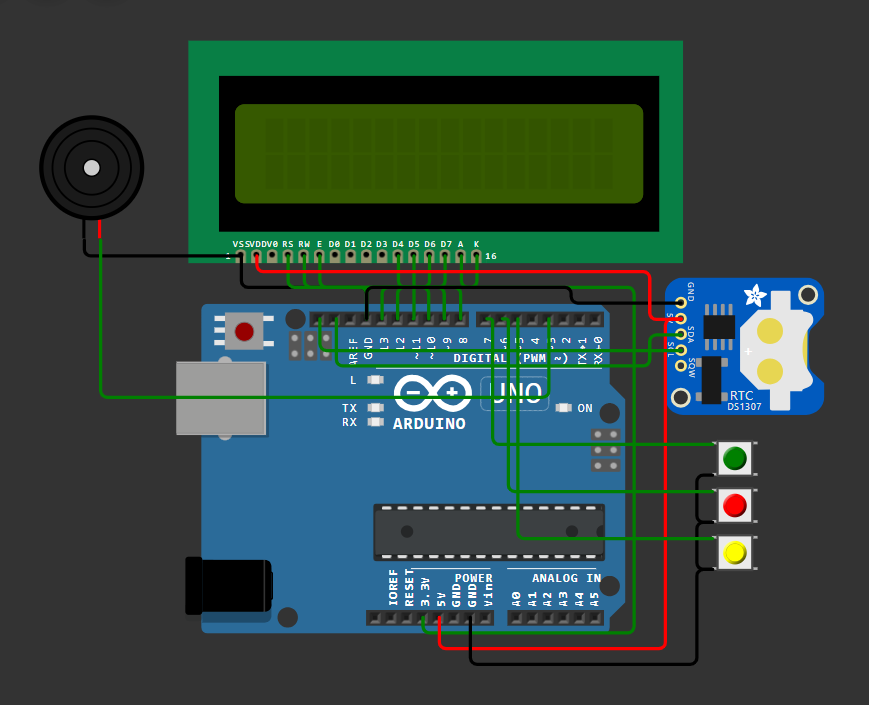 1 VSS VDD V0 RS RW E D0 D1 D2 D3 D4 D5 D6 D7 A K 16
GND
SDA
SCL
SQW
RTC
DS1307
AREF GND 13 12 ~11 ~10 ~9 8 7 ~6 ~5 4 ~3 2 TX→1 RX←0
DIGITAL (PWM ~)
L
UNO
TX
RX
ON
ARDUINO
POWER
ANALOG IN
IOREF RESET 3.3V 5V GND GND Vin A0 A1 A2 A3 A4 A5